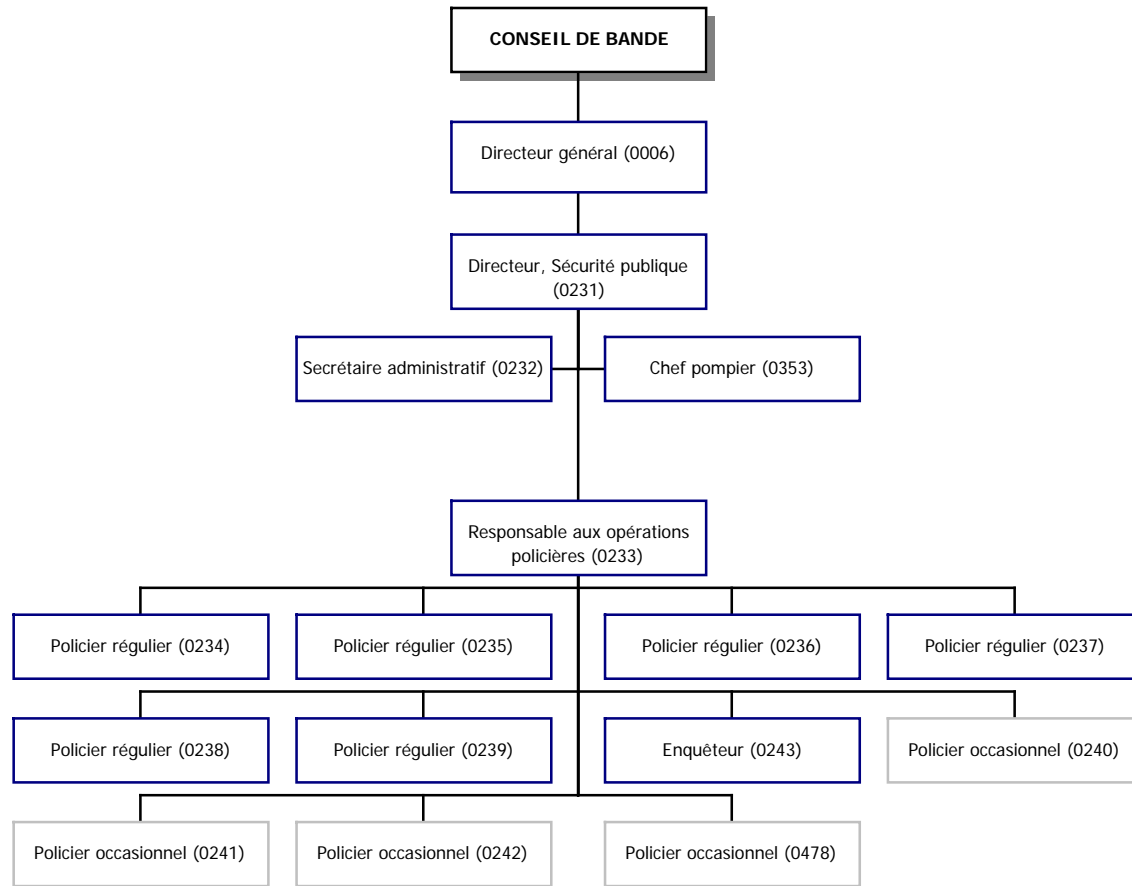 CONSEIL DE BANDE
Directeur général (0006)
Directeur, Sécurité publique
(0231)
Secrétaire administratif (0232)
Chef pompier (0353)
Responsable aux opérations
policières (0233)
Policier régulier (0234)
Policier régulier (0235)
Policier régulier (0236)
Policier régulier (0237)
Policier régulier (0238)
Policier régulier (0239)
Enquêteur (0243)
Policier occasionnel (0240)
Policier occasionnel (0241)
Policier occasionnel (0242)
Policier occasionnel (0478)